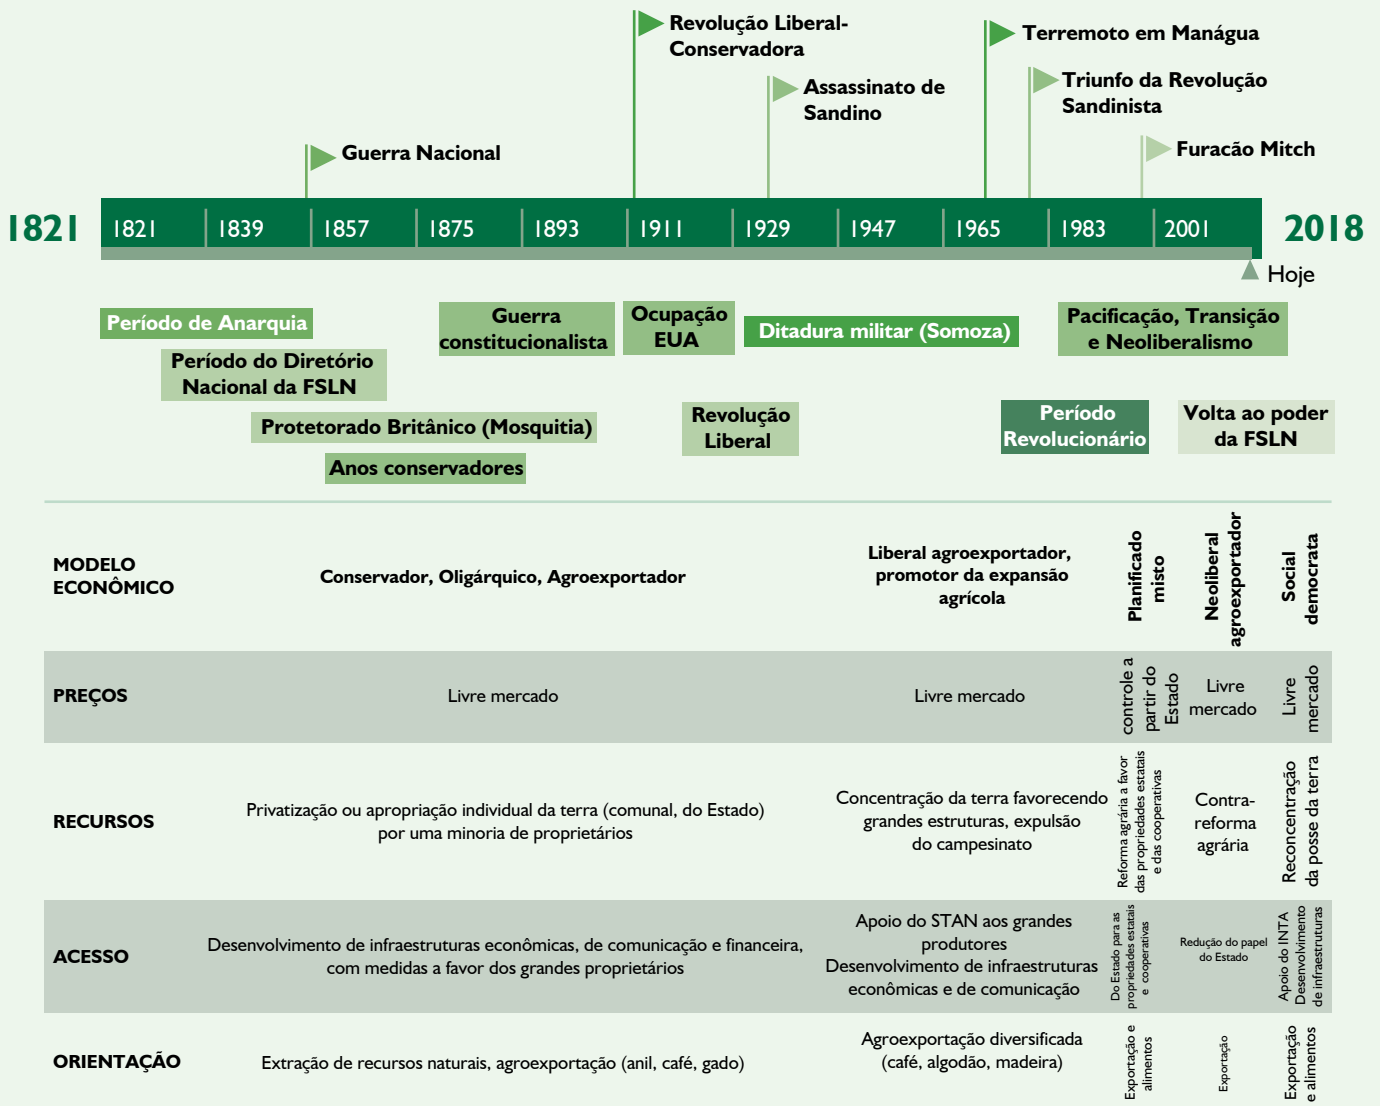 Revolução Liberal-
Conservadora
Terremoto em Manágua
Assassinato de
Sandino
Triunfo da Revolução
Sandinista
Guerra Nacional
Furacão Mitch
1821
1821
1839
1857
1875
1893
1911
1929
1947
1965
1983
2001
2018
Hoje
Período de Anarquia
Guerra
constitucionalista
Ocupação
EUA
Ditadura militar (Somoza)
Pacificação, Transição
e Neoliberalismo
Período do Diretório
Nacional da FSLN
Protetorado Britânico (Mosquitia)
Revolução
Liberal
Período
Revolucionário
Volta ao poder
da FSLN
Anos conservadores
MODELO
ECONÔMICO
Conservador, Oligárquico, Agroexportador
Liberal agroexportador,
promotor da expansão
agrícola
Planificado
misto
Neoliberal
agroexportador
Social
democrata
PREÇOS
Livre mercado
Livre mercado
controle a
partir do
Estado
Livre
mercado
Livre
mercado
RECURSOS
Privatização ou apropriação individual da terra (comunal, do Estado)
por uma minoria de proprietários
Concentração da terra favorecendo
grandes estruturas, expulsão
do campesinato
Reforma agrária a favor
das propriedades estatais
e das cooperativas
Contra-
reforma
agrária
Reconcentração
da posse da terra
ACESSO
Desenvolvimento de infraestruturas econômicas, de comunicação e financeira,
com medidas a favor dos grandes proprietários
Apoio do STAN aos grandes
produtores
Desenvolvimento de infraestruturas
econômicas e de comunicação
Do Estado para as
propriedades estatais
e cooperativas
Redução do papel
do Estado
Apoio do INTA
Desenvolvimento
de infraestruturas
ORIENTAÇÃO
Extração de recursos naturais, agroexportação (anil, café, gado)
Agroexportação diversificada
(café, algodão, madeira)
Exportação e
alimentos
Exportação
Exportação
e alimentos